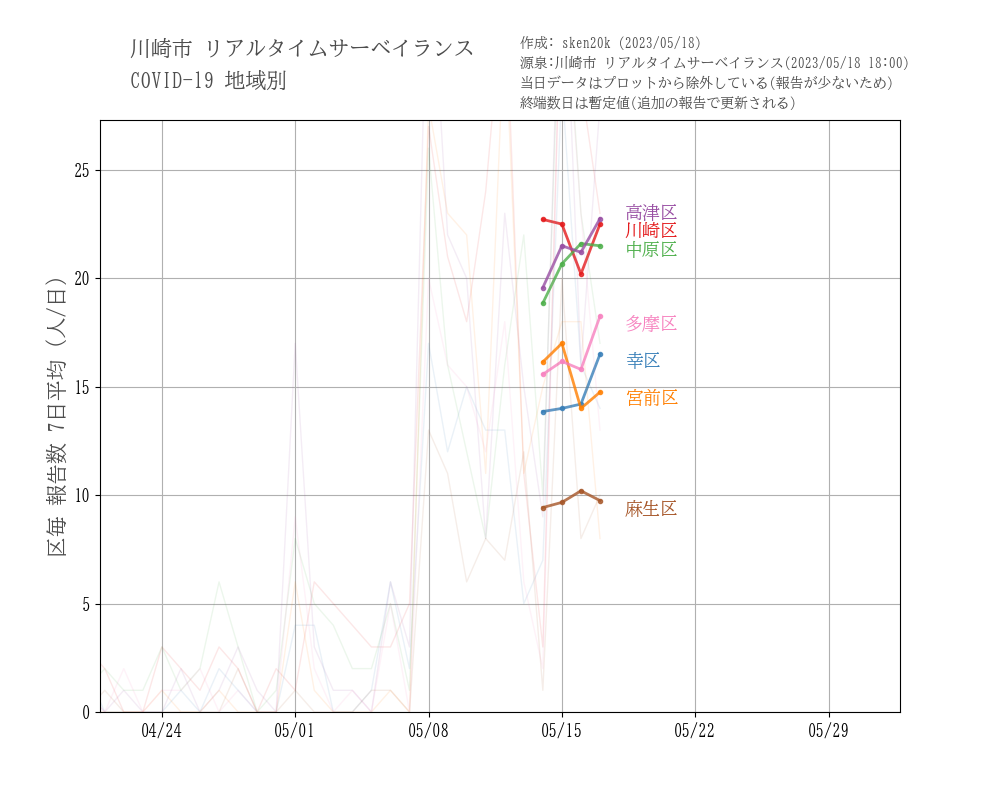 川崎市 リアルタイムサーベイランス
COVID-19 地域別
作成: sken20k (2023/05/18)
源泉:川崎市 リアルタイムサーベイランス(2023/05/18 18:00)
当日データはプロットから除外している(報告が少ないため)
終端数日は暫定値(追加の報告で更新される)
区毎 報告数 7日平均 (人/日)
25
20
15
10
5
0
高津区
川崎区
中原区
多摩区
幸区
宮前区
麻生区
04/24
05/01
05/08
05/15
05/22
05/29